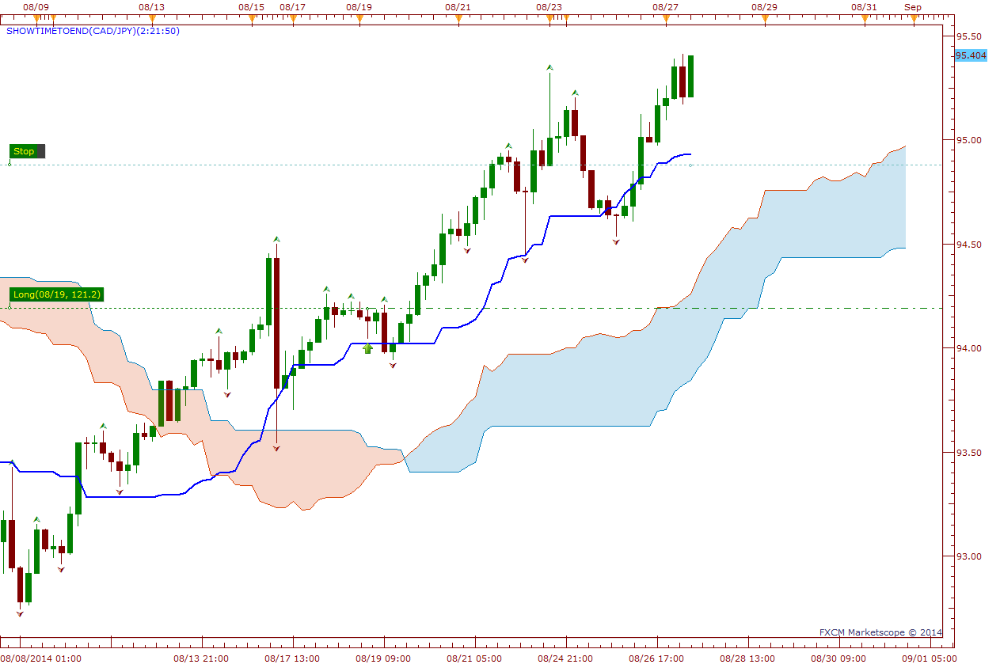 08/09 08/13 08/15 08/17 08/19 08/21 08/23 08/27 08/29 08/31 Sep
SHOWTIMETOEND(CAD/JPY)(2:21:50)
95.50
95.404
95.00
Stop
94.50
Long(08/19, 121.2)
94.00
93.50
93.00
FXCM Marketscope © 2014
08/08/2014 01:00 08/13 21:00 08/17 13:00 08/19 09:00 08/21 05:00 08/24 21:00 08/26 17:00 08/28 13:00 08/30 09:00 09/01 05:00